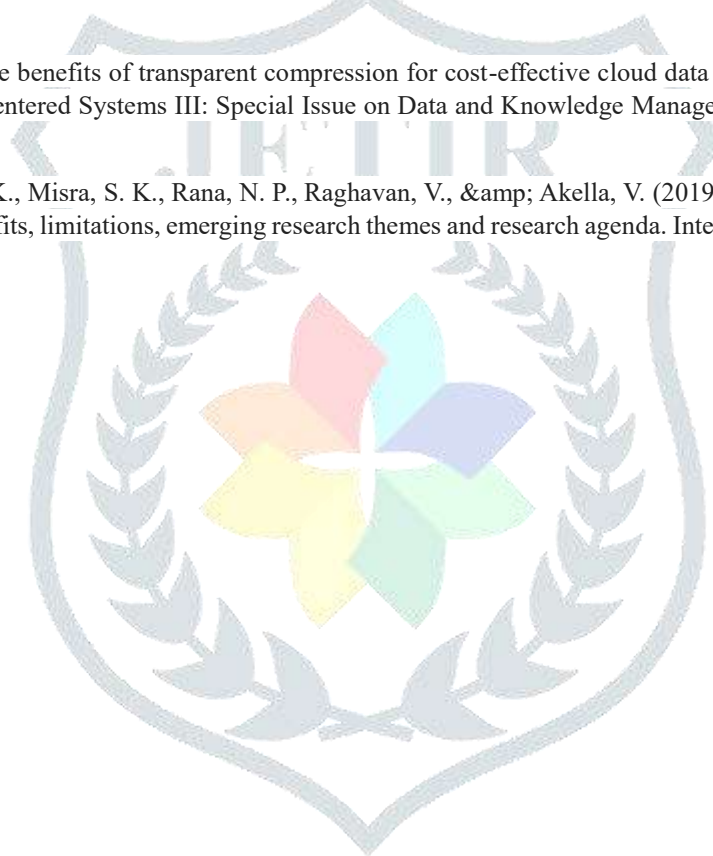 e benefits of transparent compression for cost-effective cloud data
entered Systems III: Special Issue on Data and Knowledge Manage
JETIR
K., Misra, S. K., Rana, N. P., Raghavan, V., &amp; Akella, V. (2019
fits, limitations, emerging research themes and research agenda. Inte